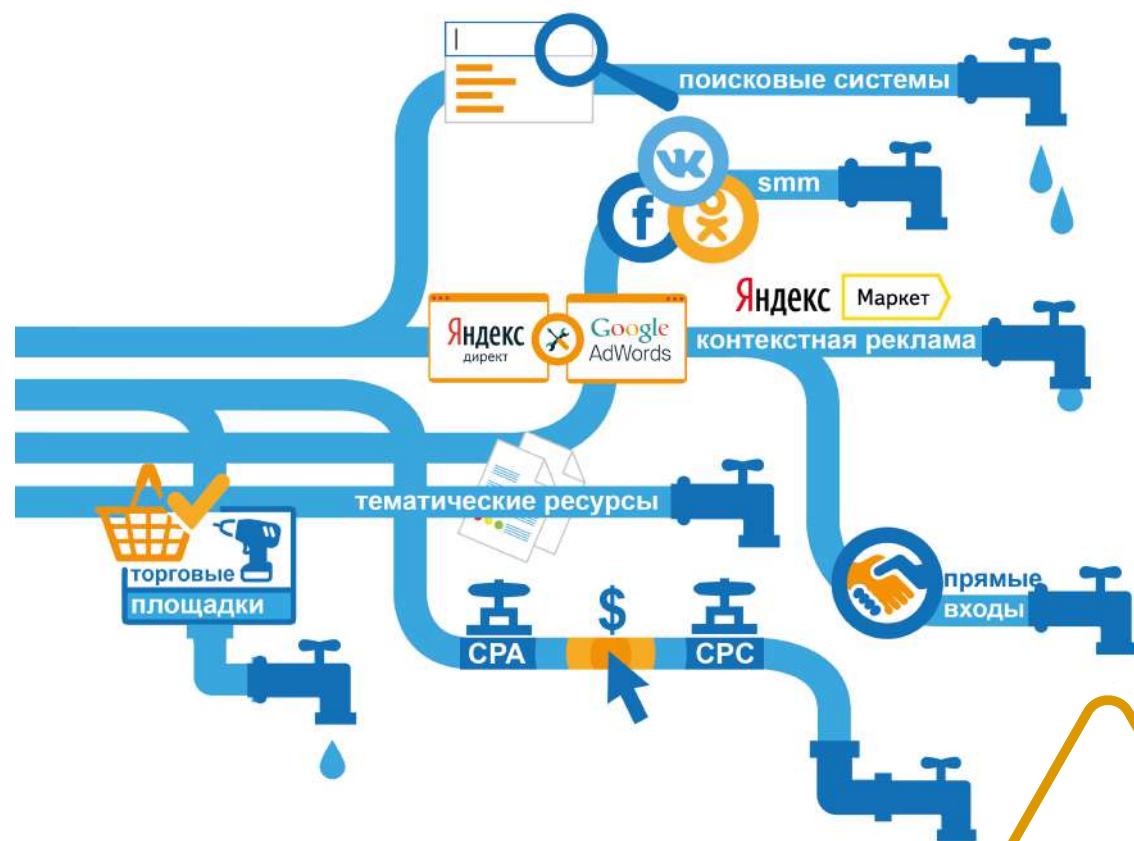 поисковые системы
smm
Яндекс Маркет
Яндекс
директ
Google
AdWords
контекстная реклама
тематические ресурсы
торговые
площадки
прямые
входы
$
CPA
CPC